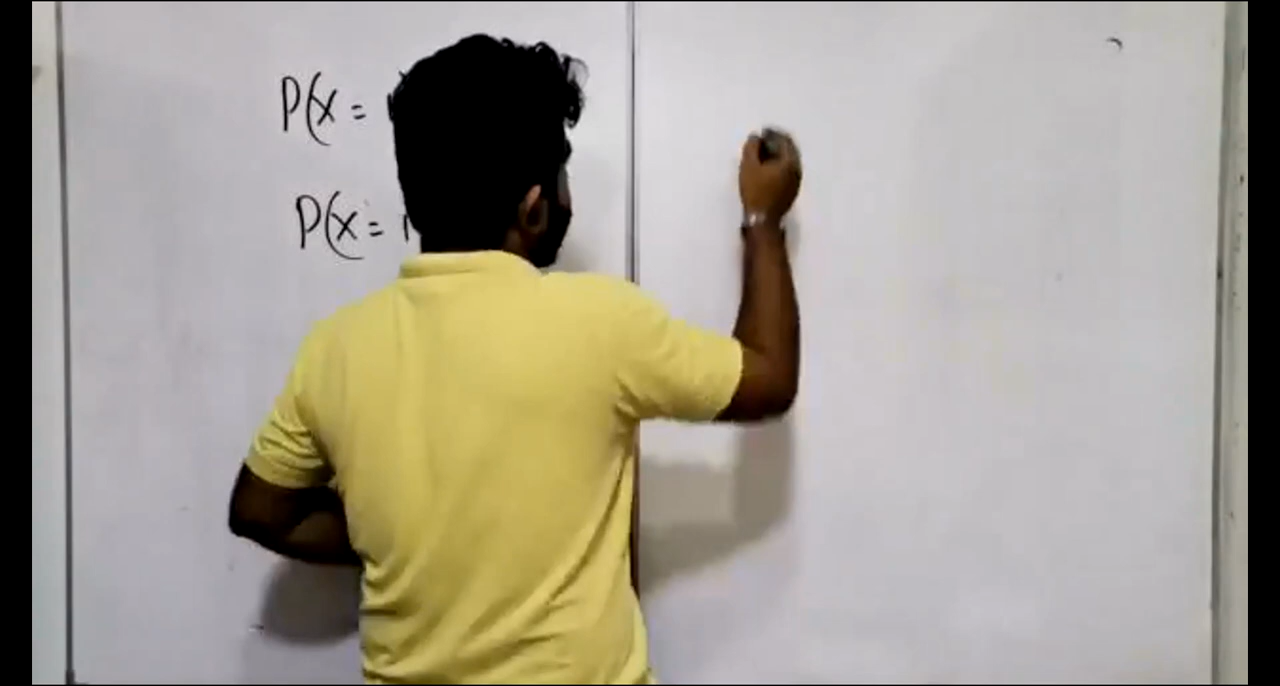 P(x =
P(x =